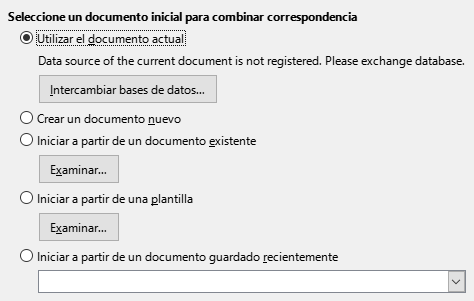 Seleccione un documento inicial para combinar correspondencia
Utilizar el documento actual
Data source of the current document is not registered. Please exchange database.
Intercambiar bases de datos...
Crear un documento nuevo
Iniciar a partir de un documento existente
Examinar...
Iniciar a partir de una plantilla
Examinar...
Iniciar a partir de un documento guardado recientemente